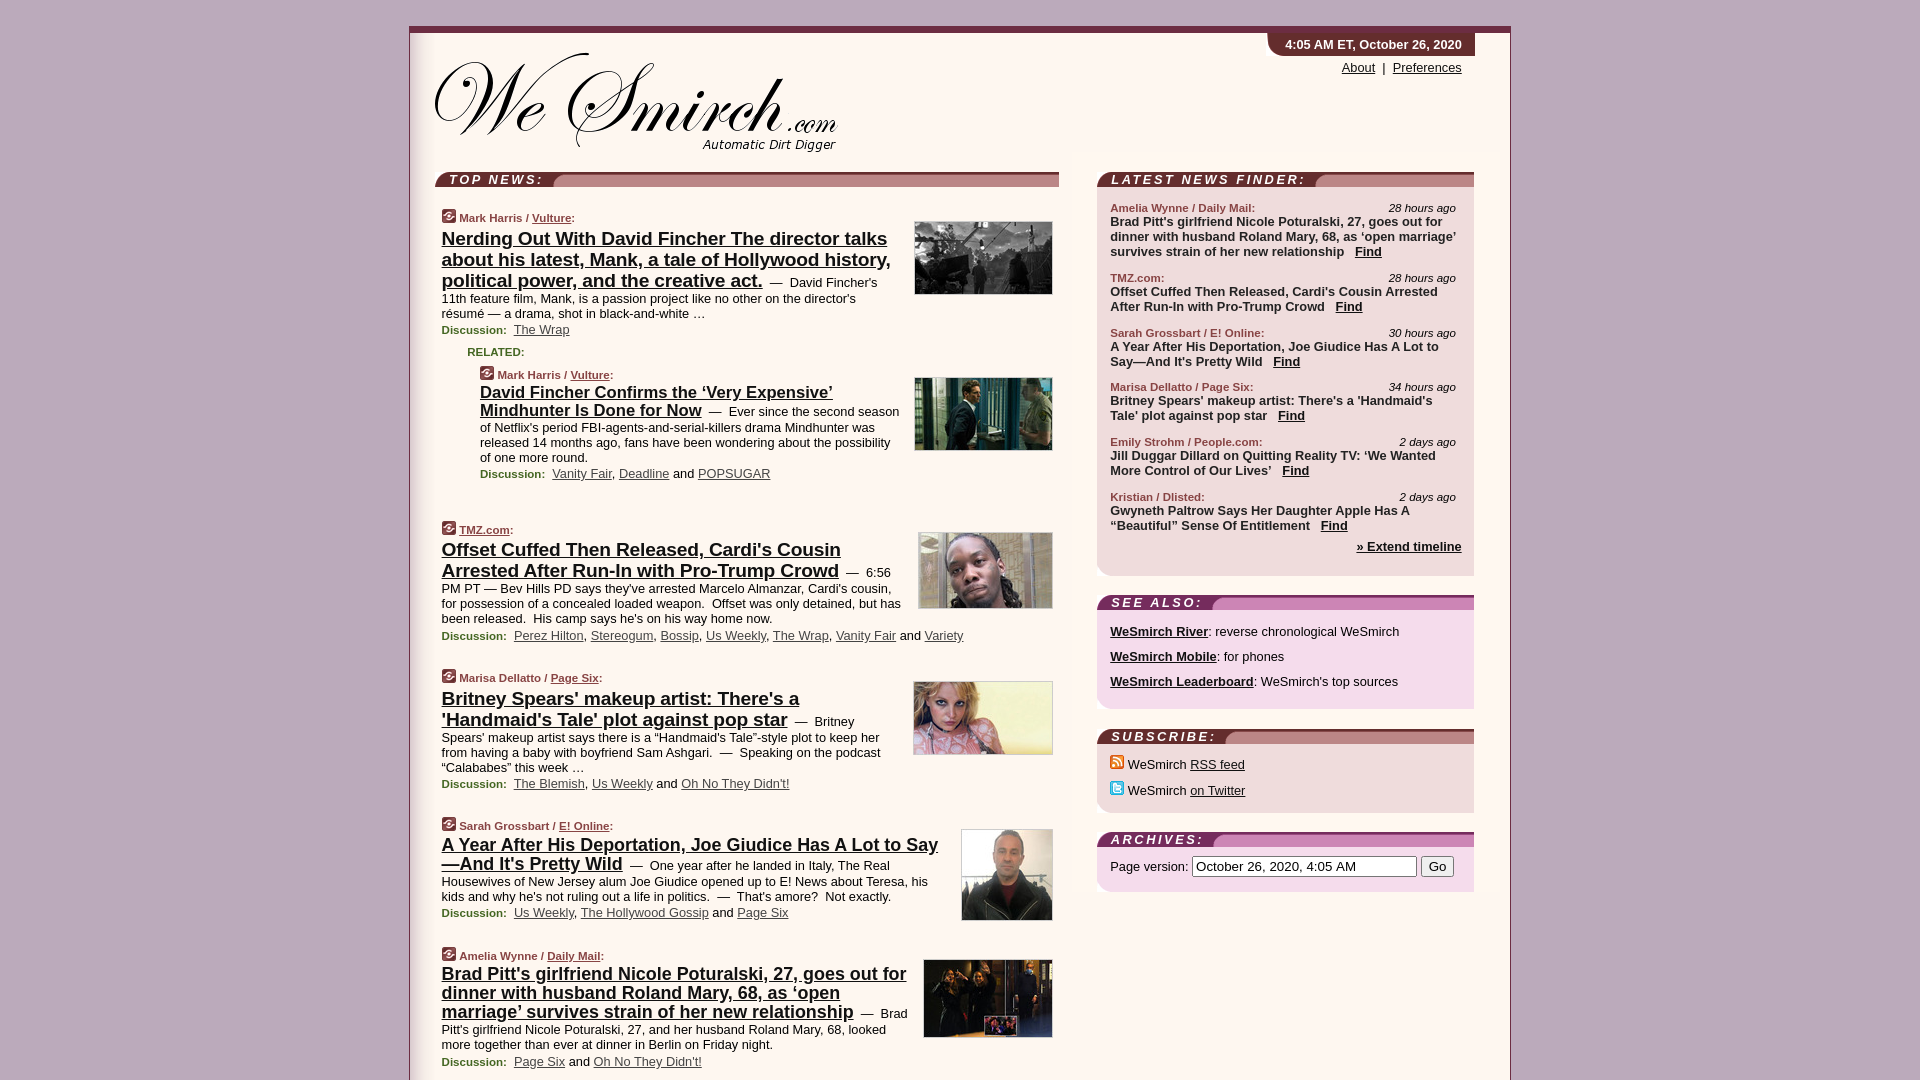 4:05 AM ET, October 26, 2020
About | Preferences
We Smirch .com
Automatic Dirt Digger
TOP NEWS:
Mark Harris / Vulture:
Nerding Out With David Fincher The director talks
about his latest, Mank, a tale of Hollywood history,
political power, and the creative act. — David Fincher's
11th feature film, Mank, is a passion project like no other on the director's
résumé — a drama, shot in black-and-white …
Discussion: The Wrap
RELATED:
Mark Harris / Vulture:
David Fincher Confirms the ‘Very Expensive’
Mindhunter Is Done for Now — Ever since the second season
of Netflix's period FBI-agents-and-serial-killers drama Mindhunter was
released 14 months ago, fans have been wondering about the possibility
of one more round.
Discussion: Vanity Fair, Deadline and POPSUGAR
TMZ.com:
Offset Cuffed Then Released, Cardi's Cousin
Arrested After Run-In with Pro-Trump Crowd — 6:56
PM PT — Bev Hills PD says they've arrested Marcelo Almanzar, Cardi's cousin,
for possession of a concealed loaded weapon. Offset was only detained, but has
been released. His camp says he's on his way home now.
Discussion: Perez Hilton, Stereogum, Bossip, Us Weekly, The Wrap, Vanity Fair and Variety
Marisa Dellatto / Page Six:
Britney Spears' makeup artist: There's a
'Handmaid's Tale' plot against pop star — Britney
Spears' makeup artist says there is a “Handmaid's Tale”-style plot to keep her
from having a baby with boyfriend Sam Ashgari. — Speaking on the podcast
“Calababes” this week …
Discussion: The Blemish, Us Weekly and Oh No They Didn't!
Sarah Grossbart / E! Online:
A Year After His Deportation, Joe Giudice Has A Lot to Say
—And It's Pretty Wild — One year after he landed in Italy, The Real
Housewives of New Jersey alum Joe Giudice opened up to E! News about Teresa, his
kids and why he's not ruling out a life in politics. — That's amore? Not exactly.
Discussion: Us Weekly, The Hollywood Gossip and Page Six
Amelia Wynne / Daily Mail:
Brad Pitt's girlfriend Nicole Poturalski, 27, goes out for
dinner with husband Roland Mary, 68, as ‘open
marriage’ survives strain of her new relationship — Brad
Pitt's girlfriend Nicole Poturalski, 27, and her husband Roland Mary, 68, looked
more together than ever at dinner in Berlin on Friday night.
Discussion: Page Six and Oh No They Didn't!
LATEST NEWS FINDER:
Amelia Wynne / Daily Mail: 28 hours ago
Brad Pitt's girlfriend Nicole Poturalski, 27, goes out for
dinner with husband Roland Mary, 68, as ‘open marriage’
survives strain of her new relationship Find
TMZ.com: 28 hours ago
Offset Cuffed Then Released, Cardi's Cousin Arrested
After Run-In with Pro-Trump Crowd Find
Sarah Grossbart / E! Online: 30 hours ago
A Year After His Deportation, Joe Giudice Has A Lot to
Say—And It's Pretty Wild Find
Marisa Dellatto / Page Six: 34 hours ago
Britney Spears' makeup artist: There's a 'Handmaid's
Tale' plot against pop star Find
Emily Strohm / People.com: 2 days ago
Jill Duggar Dillard on Quitting Reality TV: ‘We Wanted
More Control of Our Lives’ Find
Kristian / Dlisted: 2 days ago
Gwyneth Paltrow Says Her Daughter Apple Has A
“Beautiful” Sense Of Entitlement Find
» Extend timeline
SEE ALSO:
WeSmirch River: reverse chronological WeSmirch
WeSmirch Mobile: for phones
WeSmirch Leaderboard: WeSmirch's top sources
SUBSCRIBE:
WeSmirch RSS feed
WeSmirch on Twitter
ARCHIVES:
Page version: October 26, 2020, 4:05 AM Go